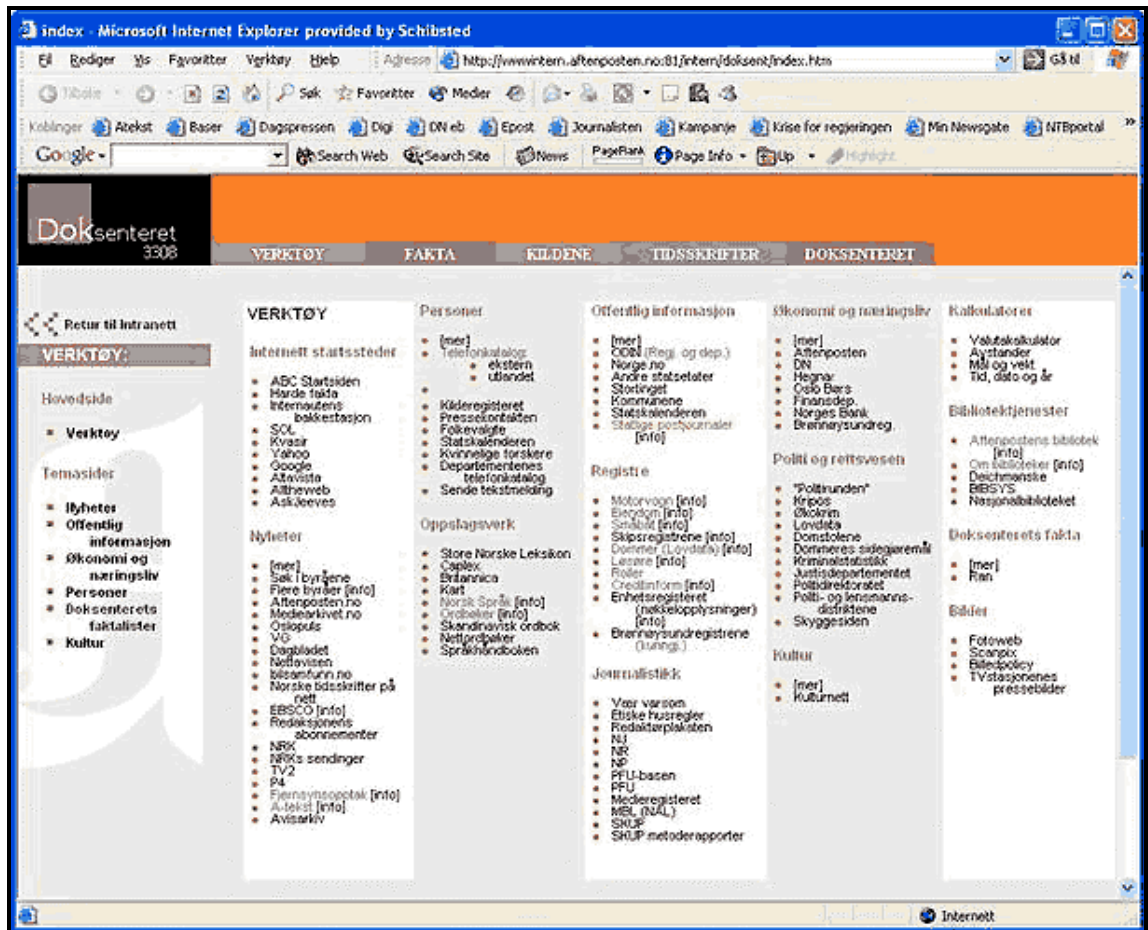 index - Microsoft Internet Explorer provided by Schibsted
Fil Rediger Vis Favoritter Verktøy Hjelp Adresse http://wwwintern.aftenposten.no:81/intern/doksent/index.htm Gå til
Tilbake Søk Favoritter Medier
Koblinger Atekst Baser Dagspressen Digi DN eb Epost Journalisten Kampanje Krise for regjeringen Min Newsgate NTBportal »
Google Search Web Search Site News PageRank Page Info Up Highlight
Doksenteret
3308
VERKTØY FAKTA KILDENE TIDSSKRIFTER DOKSENTERET
Retur til Intranett
VERKTØY:
Hovedside
Verktøy
Temasider
Nyheter
Offentlig
informasjon
Økonomi og
næringsliv
Personer
Doksenterets
faktalister
Kultur
VERKTØY
Internett startssteder
ABC Startsiden
Harde fakta
Internautens
bakkestasjon
SOL
Kvasir
Yahoo
Google
Altavista
Alltheweb
AskJeeves
Nyheter
[mer]
Søk i byråene
Flere byråer [info]
Aftenposten.no
Mediearkivet.no
Oslopuls
VG
Dagbladet
Nettavisen
bilsamfunn.no
Norske tidsskrifter på
nett
EBSCO [info]
Redaksjonens
abonnementer
NRK
NRKs sendinger
TV2
P4
Fjernsynsopptak [info]
A-tekst [info]
Avisarkiv
Personer
[mer]
Telefonkatalog:
ekstern
utlandet
Kilderegisteret
Pressekontakten
Folkevalgte
Statskalenderen
Kvinnelige forskere
Departementenes
telefonkatalog
Sende tekstmelding
Oppslagsverk
Store Norske Leksikon
Caplex
Britannica
Kart
Norsk Språk [info]
Ordbøker [info]
Skandinavisk ordbok
Nettordbøker
Språkhåndboken
Offentlig informasjon
[mer]
ODIN (Regj. og dep.)
Norge.no
Andre statsetater
Stortinget
Kommunene
Statskalenderen
Statlige postjournaler
[info]
Registre
Motorvogn [info]
Eiendom [info]
Småbåt [info]
Skipsregistrene [info]
Dommer (Lovdata) [info]
Løsøre [info]
Roller
Creditinform [info]
Enhetsregisteret
(nøkkelopplysninger)
[info]
Brønnøysundregistrene
(kunngj.)
Journalistikk
Vær varsom
Etiske husregler
Redaktørplakaten
NJ
NR
NP
PFU-basen
PFU
Medieregisteret
MBL (NAL)
SKUP
SKUP metoderapporter
Økonomi og næringsliv
[mer]
Aftenposten
DN
Hegnar
Oslo Børs
Finansdep.
Norges Bank
Brønnøysundreg.
Politi og rettsvesen
"Politirunden"
Kripos
Økokrim
Lovdata
Domstolene
Dommeres sidegjøremål
Kriminalstatistikk
Justisdepartementet
Politidirektoratet
Politi- og lensmanns-
distriktene
Skyggesiden
Kultur
[mer]
Kulturnett
Kalkulatorer
Valutakalkulator
Avstander
Mål og vekt
Tid, dato og år
Bibliotektjenester
Aftenpostens bibliotek
[info]
Om biblioteker [info]
Deichmanske
BIBSYS
Nasjonalbiblioteket
Doksenterets fakta
[mer]
Ran
Bilder
Fotoweb
Scanpix
Billedpolicy
TVstasjonenes
pressebilder
Internett